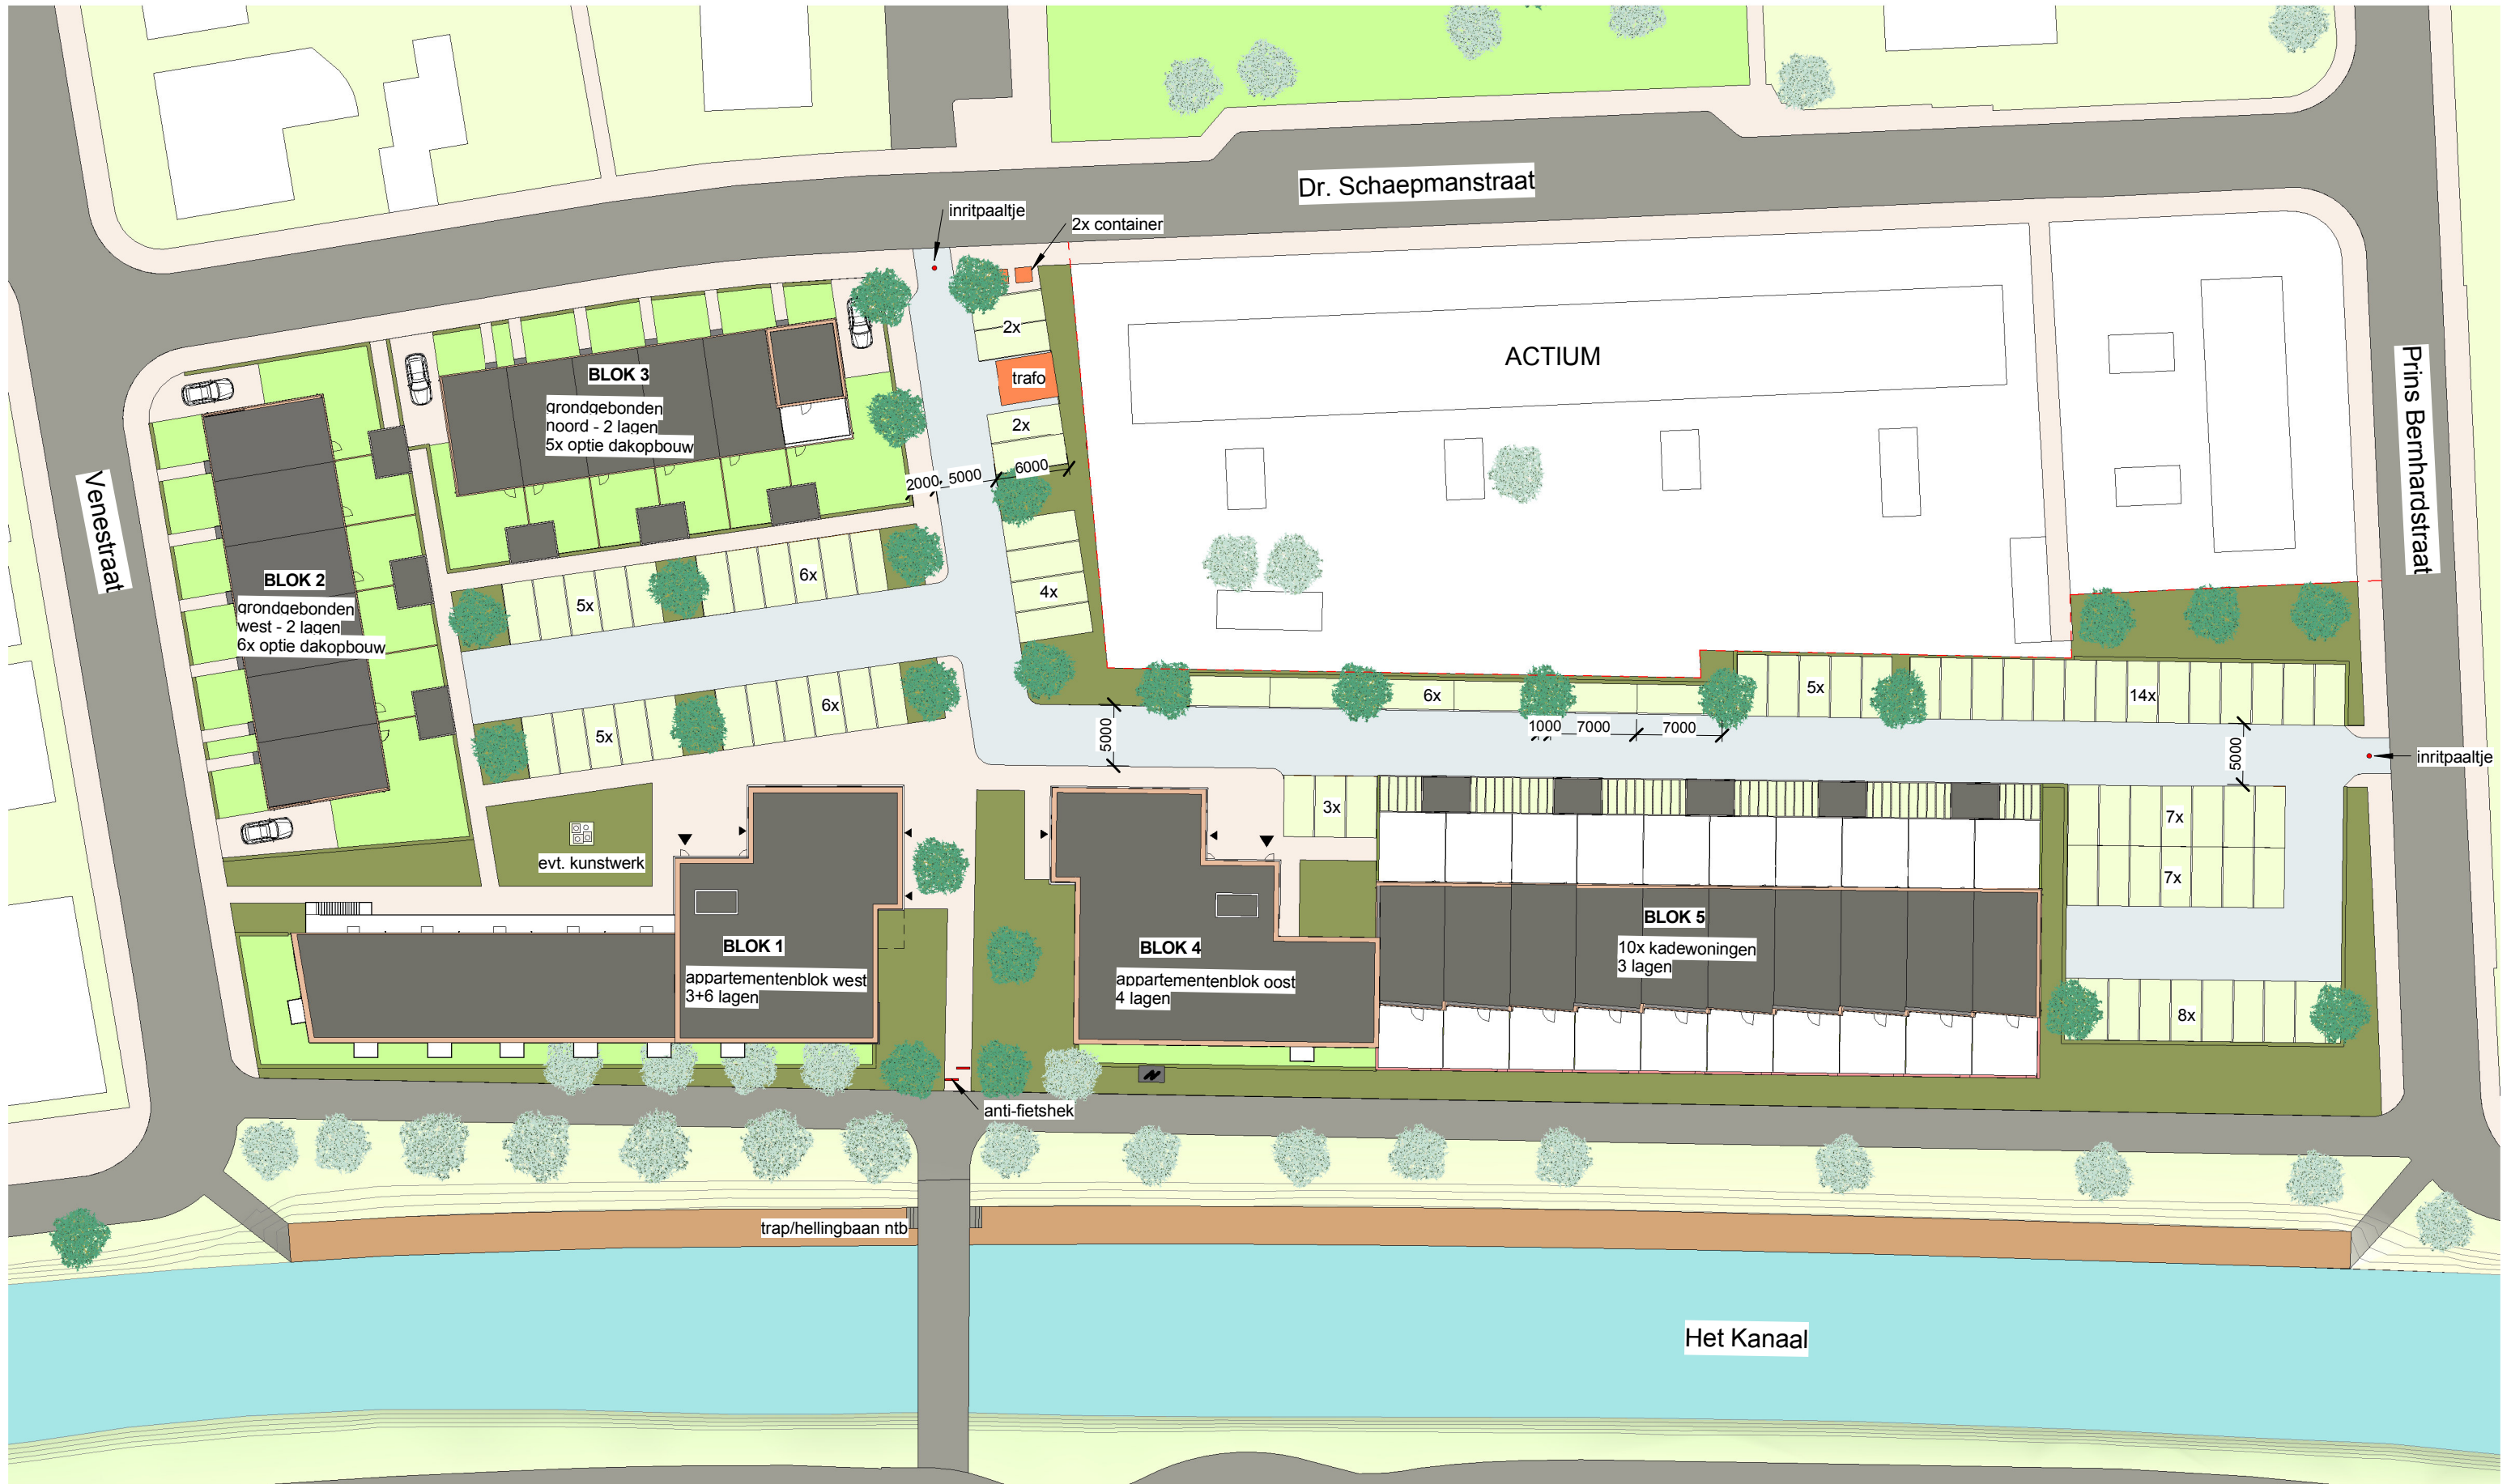 Dr. Schaepmanstraat
inritpaaltje
2x container
2x
trafo
2x
ACTIUM
Prins Bernhardstraat
Venestraat
BLOK 3
grondgebonden
noord - 2 lagen
5x optie dakopbouw
2000
5000
6000
BLOK 2
grondgebonden
west - 2 lagen
6x optie dakopbouw
5x
6x
4x
5x
6x
6x
5x
14x
5000
1000
7000
7000
5000
inritpaaltje
3x
7x
7x
8x
evt. kunstwerk
BLOK 1
appartementenblok west
3+6 lagen
BLOK 4
appartementenblok oost
4 lagen
BLOK 5
10x kadewoningen
3 lagen
anti-fietshek
trap/hellingbaan ntb
Het Kanaal